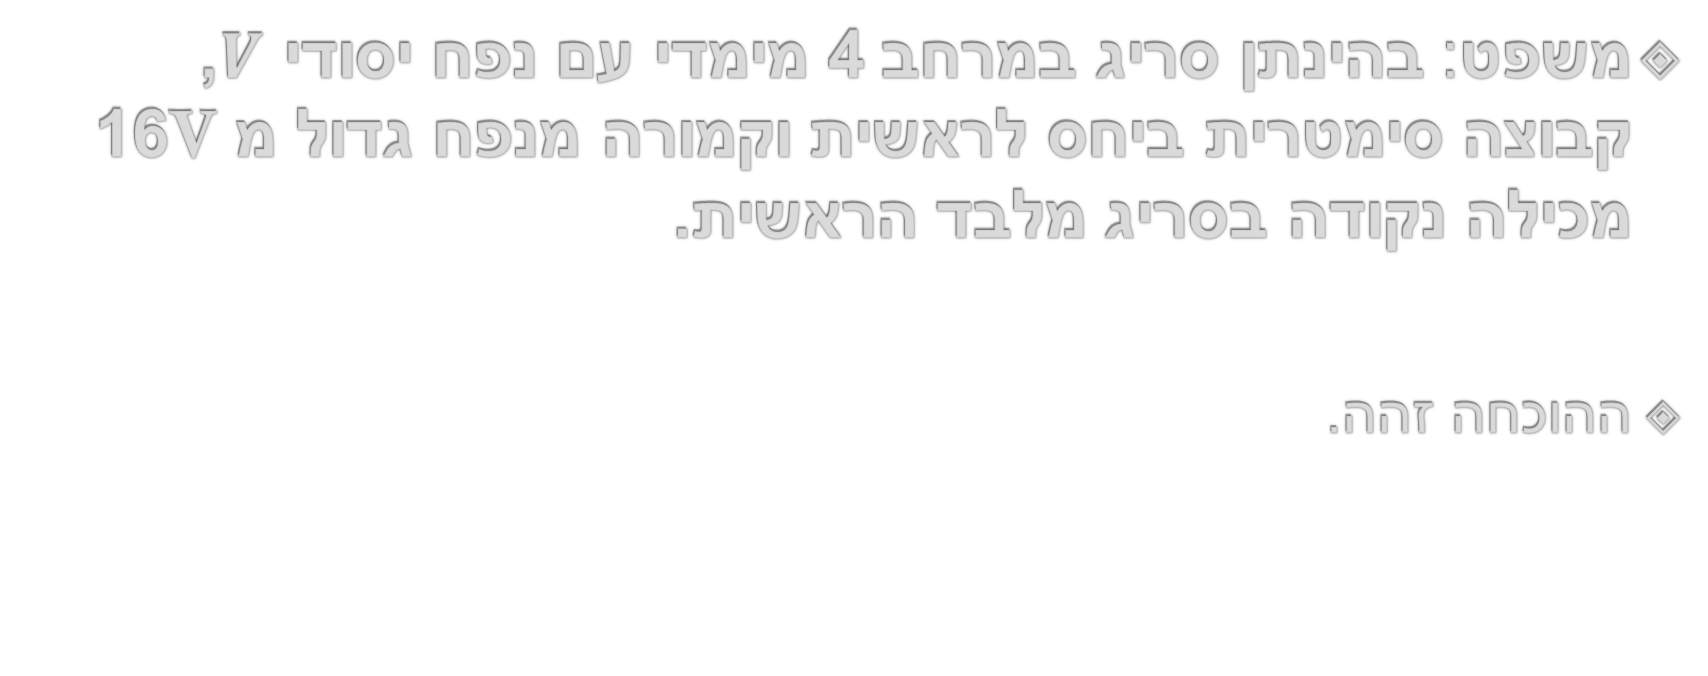 משפט: בהינתן סריג במרחב 4 מימדי עם נפח יסודי V,
קבוצה סימטרית ביחס לראשית וקמורה מנפח גדול מ 16V
מכילה נקודה בסריג מלבד הראשית.
ההוכחה זהה.